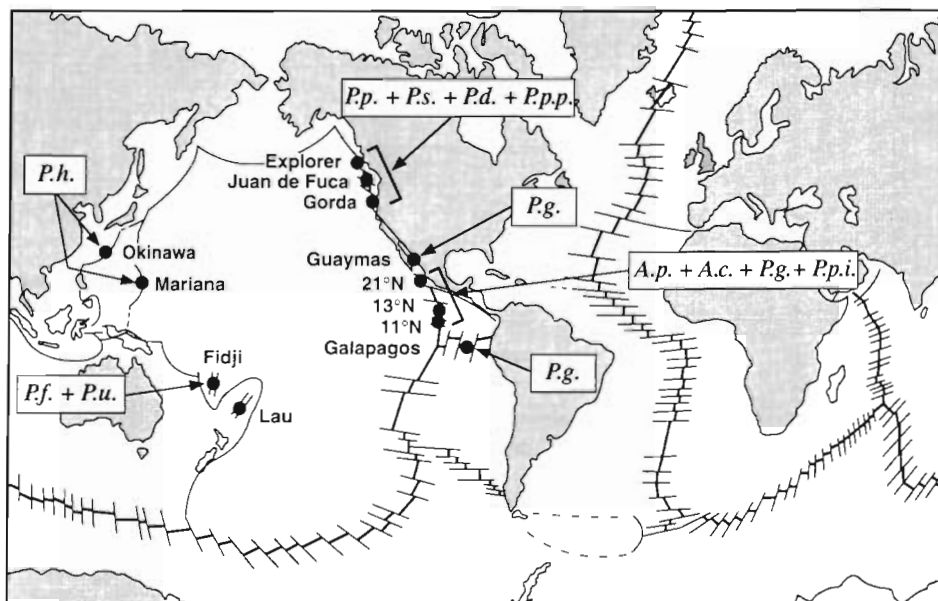 P.p. + P.s. + P.d. + P.p.p.
Explorer
Juan de Fuca
Gorda
P.h.
P.g.
Okinawa
Guaymas
Mariana
21°N
A.p. + A.c. + P.g. + P.p.i.
13°N
11°N
Galapagos
Fidji
P.g.
P.f. + P.u.
Lau